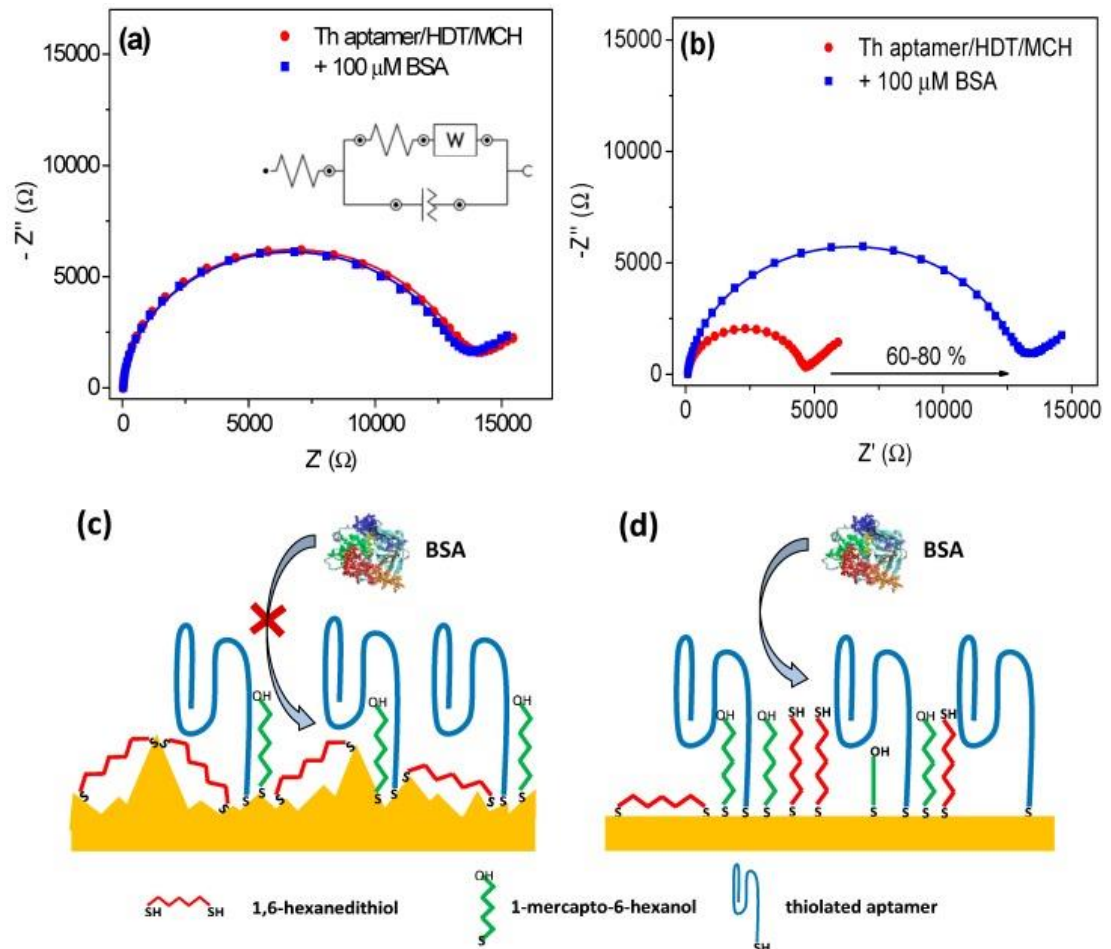 (a)
Th aptamer/HDT/MCH
+ 100 μM BSA
W
15000
10000
5000
0
- Z'' (Ω)
0 5000 10000 15000
Z' (Ω)
(b)
Th aptamer/HDT/MCH
+ 100 μM BSA
15000
10000
5000
0
-Z'' (Ω)
60-80 %
0 5000 10000 15000
Z' (Ω)
(c)
BSA
OH OH OH
S S S S S S S S S S S S
(d)
BSA
OH OH SH SH OH OH SH
S S S S S S S S S S S S
SH SH 1,6-hexanedithiol
OH
S
1-mercapto-6-hexanol
thiolated aptamer
SH